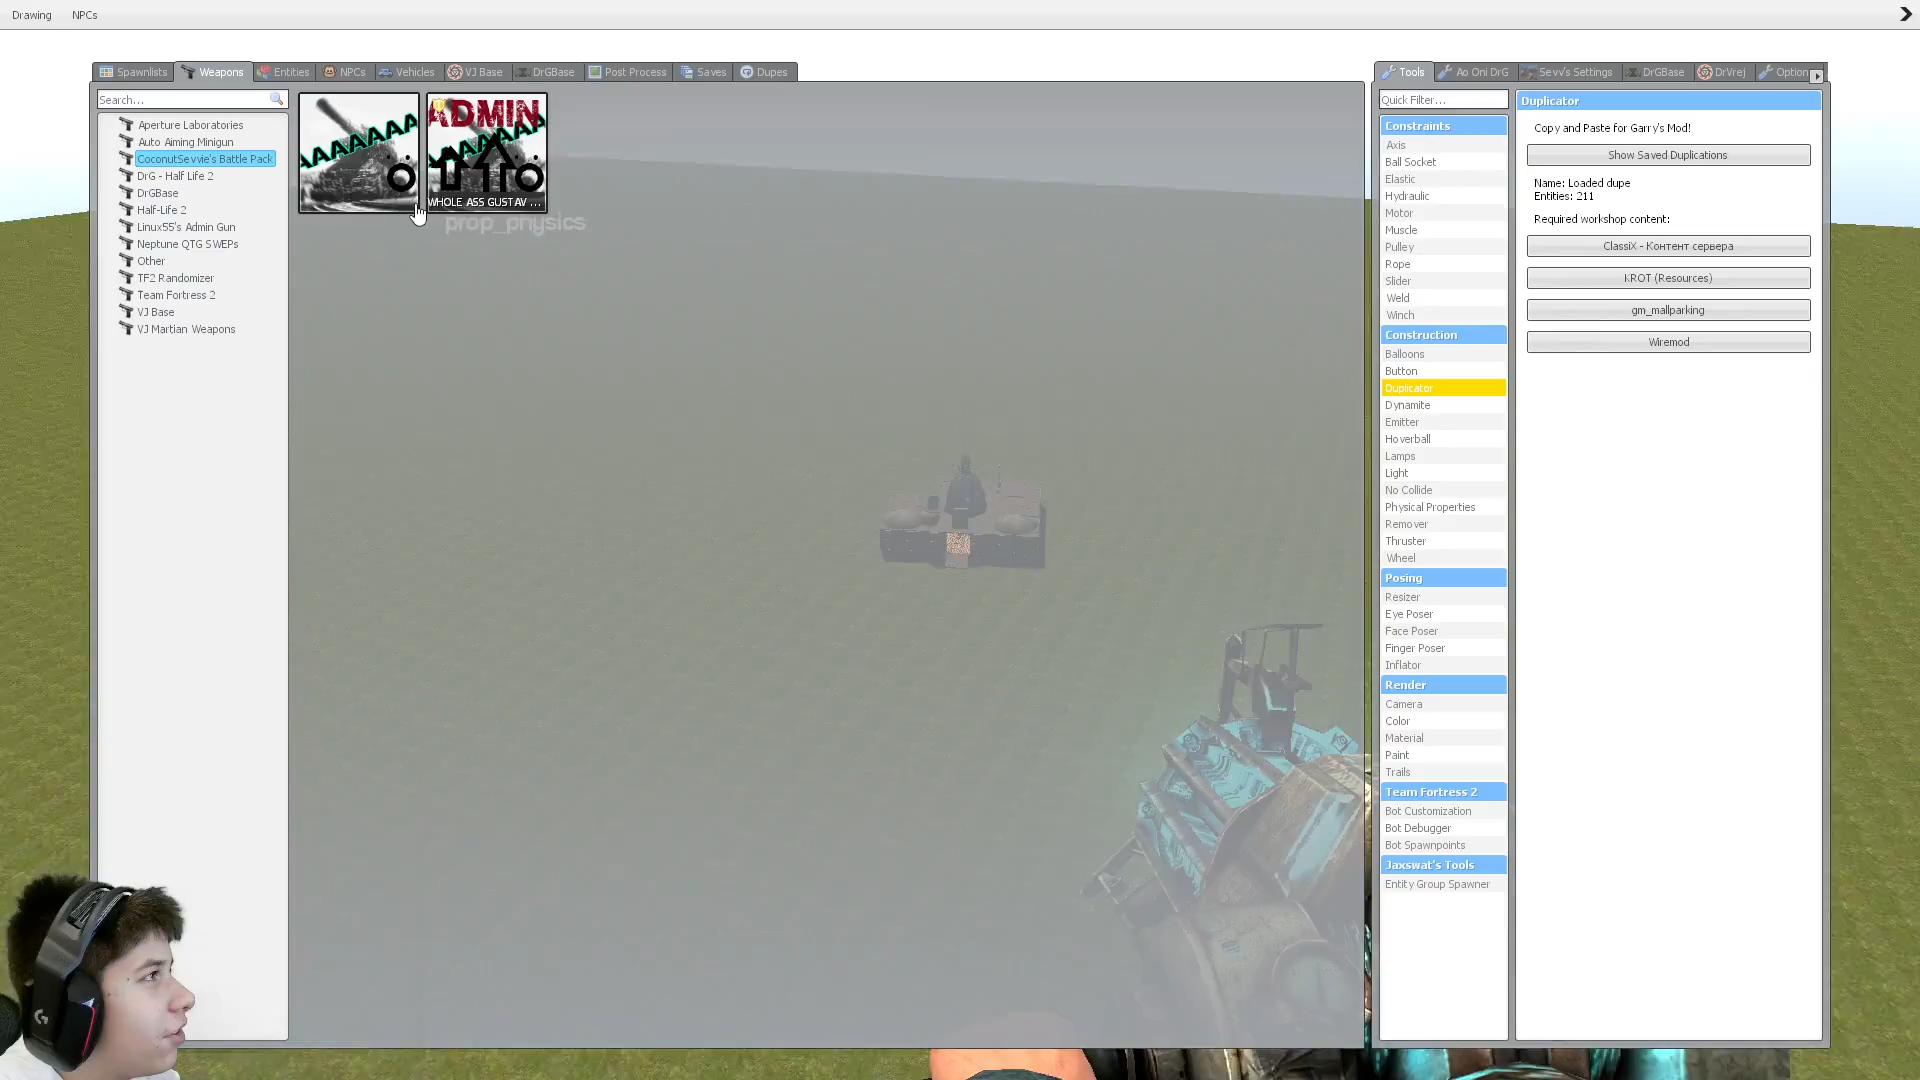 Drawing
NPCs
Spawnlists
Weapons
Entities
NPCs
Vehicles
VJ Base
DrGBase
Post Process
Saves
Dupes
Search...
Aperture Laboratories
Auto Aiming Minigun
CoconutSevvie's Battle Pack
DrG - Half Life 2
DrGBase
Half-Life 2
Linux55's Admin Gun
Neptune QTG SWEPs
Other
TF2 Randomizer
Team Fortress 2
VJ Base
VJ Martian Weapons
ADMIN
WHOLE ASS GUSTAV ...
prop_physics
Tools
Ao Oni DrG
Sevv's Settings
DrGBase
DrVrej
Option
Quick Filter...
Constraints
Axis
Ball Socket
Elastic
Hydraulic
Motor
Muscle
Pulley
Rope
Slider
Weld
Winch
Construction
Balloons
Button
Duplicator
Dynamite
Emitter
Hoverball
Lamps
Light
No Collide
Physical Properties
Remover
Thruster
Wheel
Posing
Resizer
Eye Poser
Face Poser
Finger Poser
Inflator
Render
Camera
Color
Material
Paint
Trails
Team Fortress 2
Bot Customization
Bot Debugger
Bot Spawnpoints
Jaxswat's Tools
Entity Group Spawner
Duplicator
Copy and Paste for Garry's Mod!
Show Saved Duplications
Name: Loaded dupe
Entities: 211
Required workshop content:
ClassiX - Контент сервера
KROT (Resources)
gm_mallparking
Wiremod